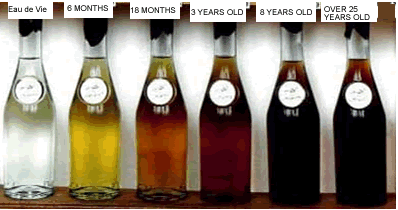 Eau de Vie
6 MONTHS
18 MONTHS
3 YEARS OLD
8 YEARS OLD
OVER 25
YEARS OLD